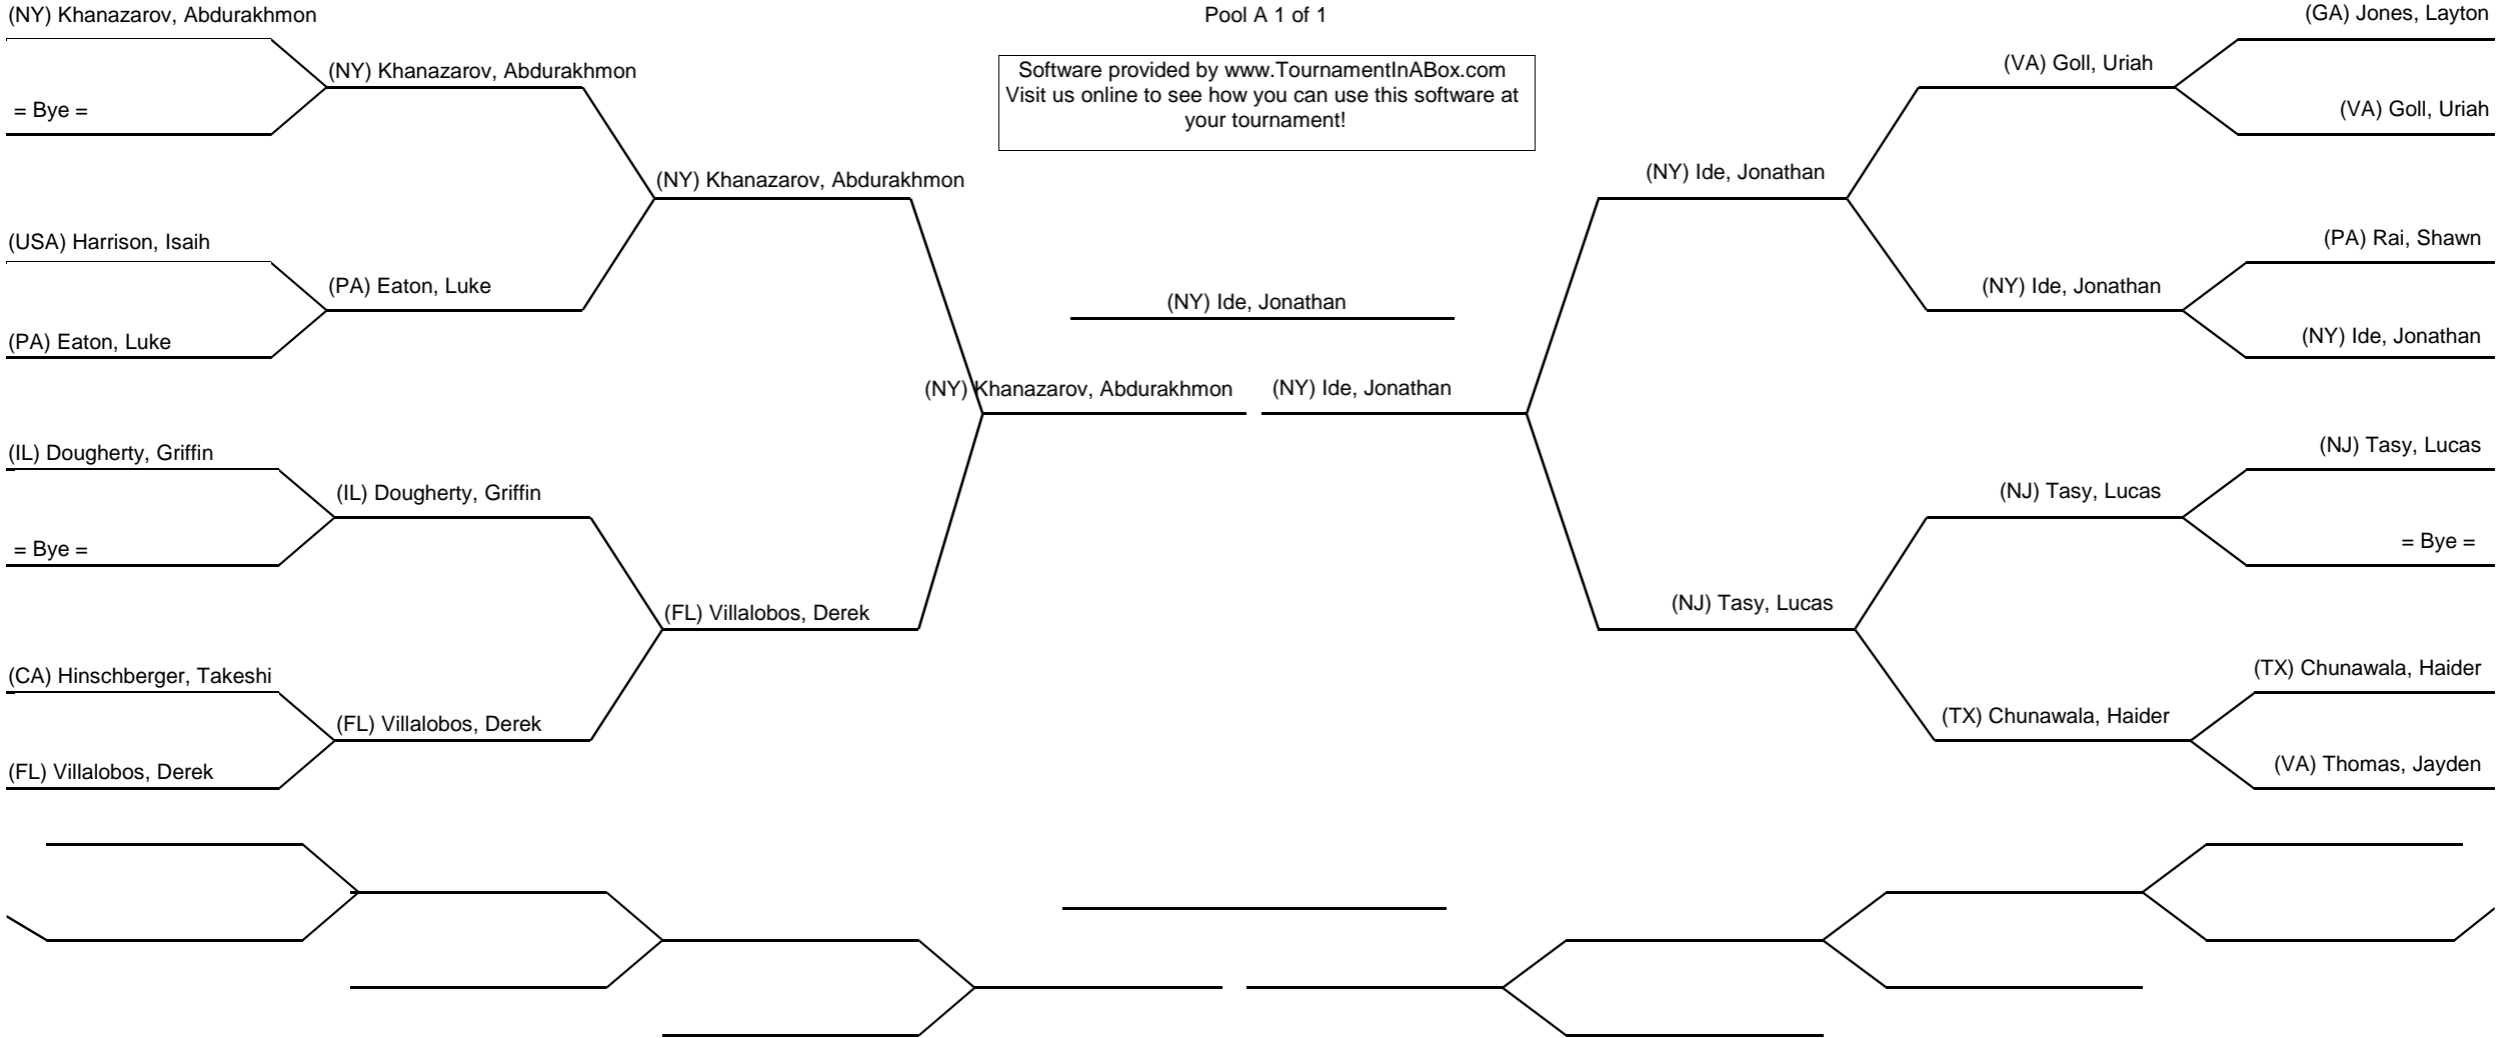 (NY) Khanazarov, Abdurakhmon
Pool A 1 of 1
(GA) Jones, Layton
(NY) Khanazarov, Abdurakhmon
Software provided by www.TournamentInABox.com
Visit us online to see how you can use this software at
your tournament!
(VA) Goll, Uriah
= Bye =
(VA) Goll, Uriah
(NY) Khanazarov, Abdurakhmon
(NY) Ide, Jonathan
(USA) Harrison, Isaih
(PA) Rai, Shawn
(PA) Eaton, Luke
(NY) Ide, Jonathan
(NY) Ide, Jonathan
(PA) Eaton, Luke
(NY) Ide, Jonathan
(NY) Khanazarov, Abdurakhmon
(NY) Ide, Jonathan
(IL) Dougherty, Griffin
(NJ) Tasy, Lucas
(IL) Dougherty, Griffin
(NJ) Tasy, Lucas
= Bye =
= Bye =
(FL) Villalobos, Derek
(NJ) Tasy, Lucas
(CA) Hinschberger, Takeshi
(TX) Chunawala, Haider
(FL) Villalobos, Derek
(TX) Chunawala, Haider
(FL) Villalobos, Derek
(VA) Thomas, Jayden